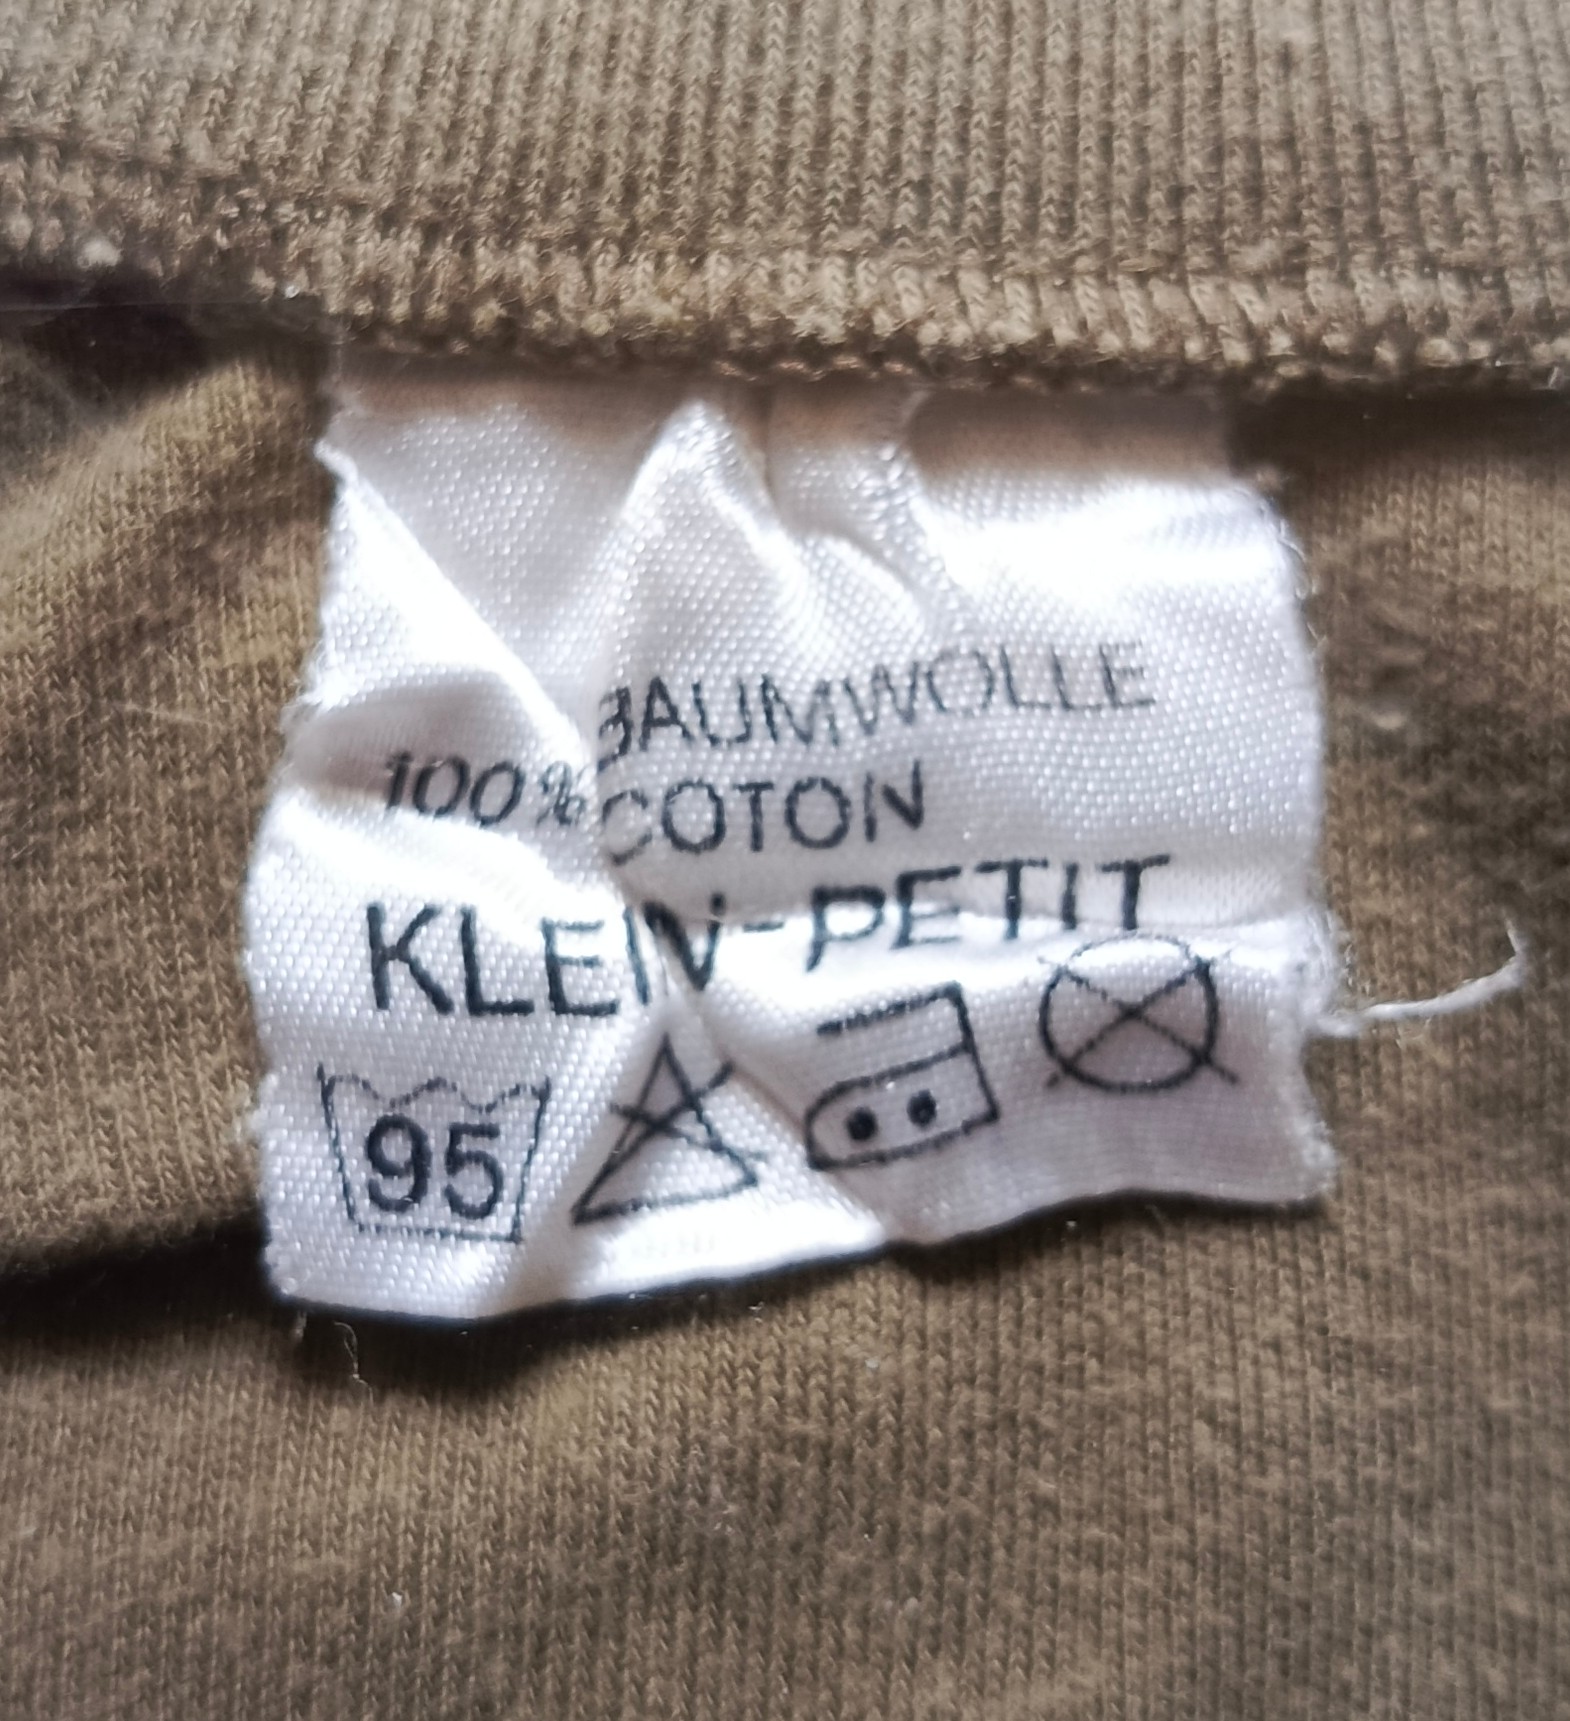 BAUMWOLLE
100%
COTON
KLEIN-PETIT
95